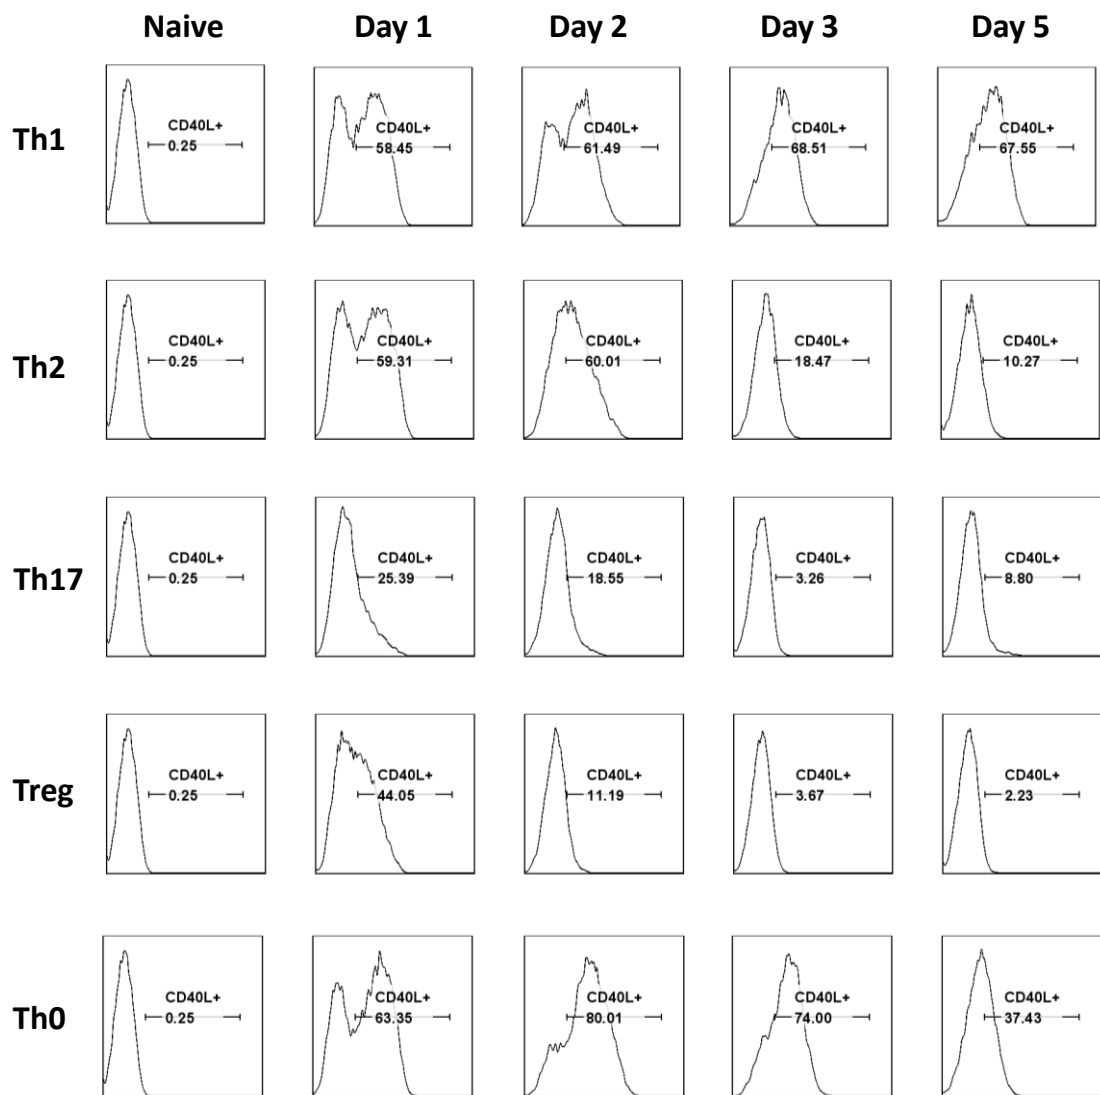 Naive Day 1 Day 2 Day 3 Day 5
Th1
CD40L+ CD40L+ CD40L+ CD40L+ CD40L+
0.25 58.45 61.49 68.51 67.55
Th2
CD40L+ CD40L+ CD40L+ CD40L+ CD40L+
0.25 59.31 60.01 18.47 10.27
Th17
CD40L+ CD40L+ CD40L+ CD40L+ CD40L+
0.25 25.39 18.55 3.26 8.80
Treg
CD40L+ CD40L+ CD40L+ CD40L+ CD40L+
0.25 44.05 11.19 3.67 2.23
Th0
CD40L+ CD40L+ CD40L+ CD40L+ CD40L+
0.25 63.35 80.01 74.00 37.43